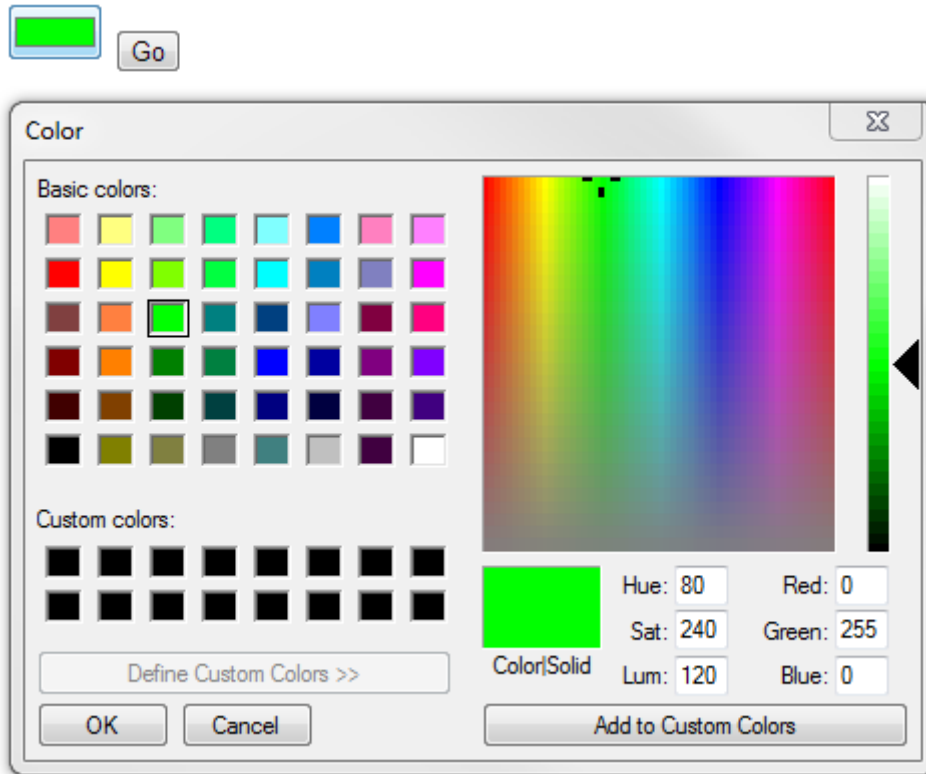 Go
Color
Basic colors:
Custom colors:
Define Custom Colors >>
OK Cancel
Color|Solid
Hue: 80 Red: 0
Sat: 240 Green: 255
Lum: 120 Blue: 0
Add to Custom Colors